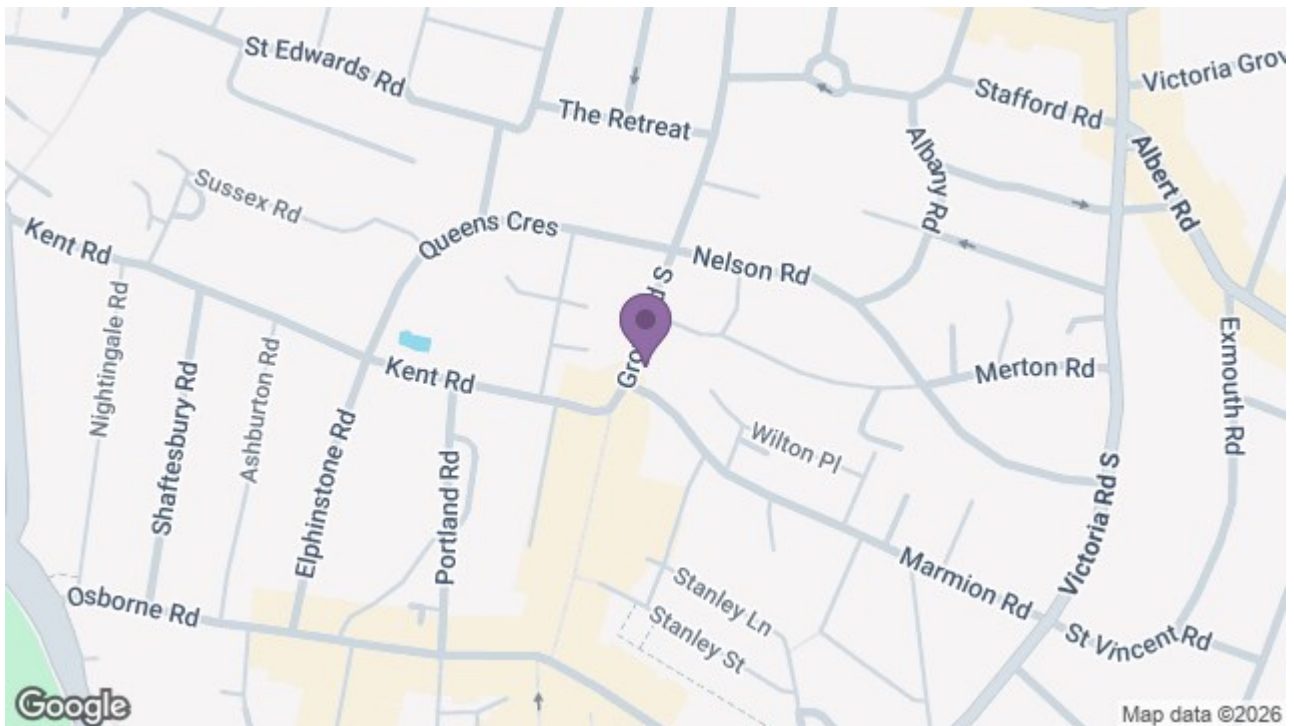 St Edwards Rd
The Retreat
Stafford Rd
Victoria Grov
Albany Rd
Albert Rd
Sussex Rd
Queens Cres
Nelson Rd
Kent Rd
Nightingale Rd
Shaftesbury Rd
Ashburton Rd
Elphinstone Rd
Kent Rd
Portland Rd
Merton Rd
Exmouth Rd
Wilton Pl
Victoria Rd S
Marmion Rd
St Vincent Rd
Osborne Rd
Stanley Ln
Stanley St
Google
Map data ©2026